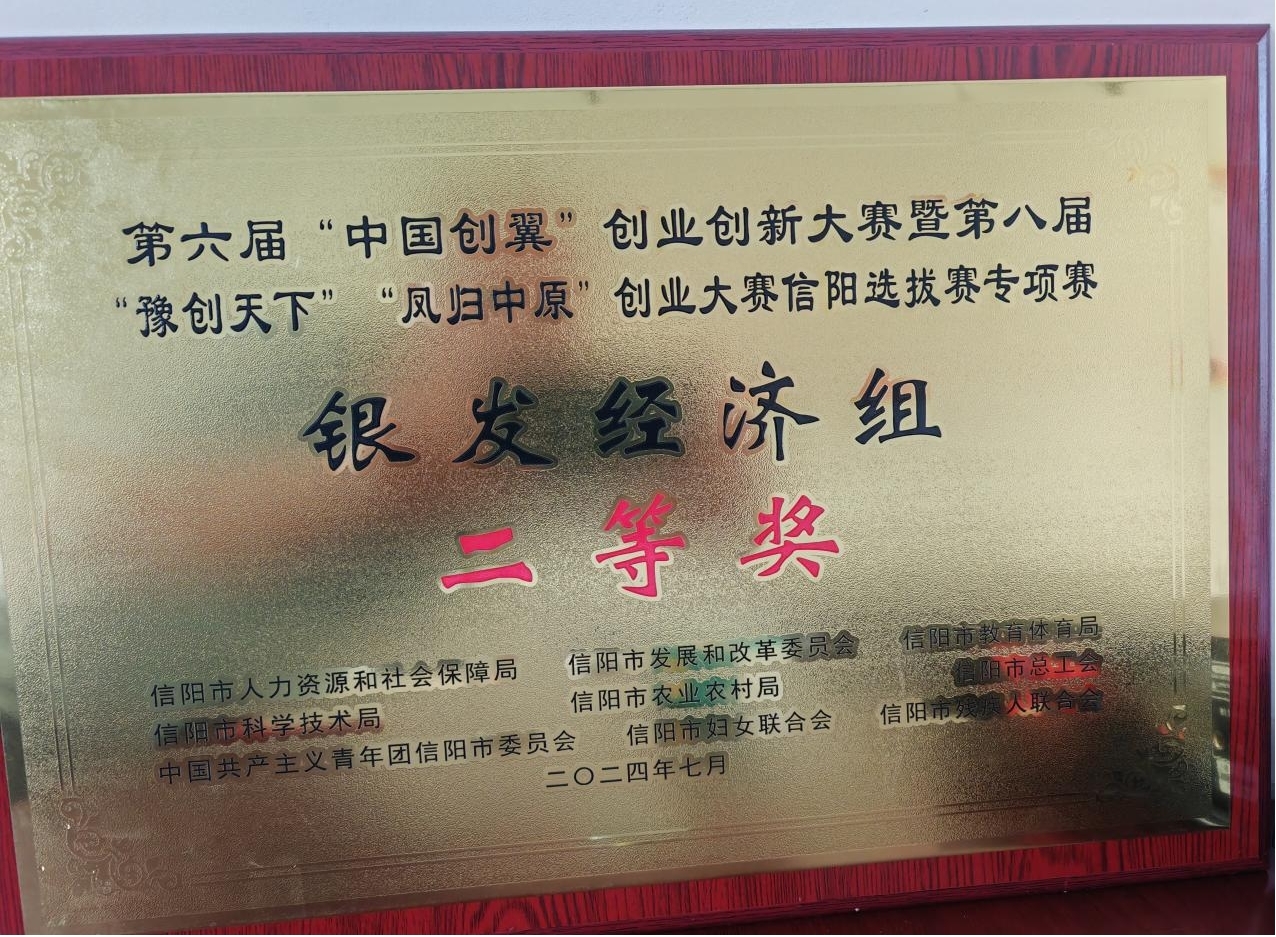 第六届“中国创翼”创业创新大赛暨第八届
“豫创天下”“凤归中原”创业大赛信阳选拔赛专项赛
银发经济组
二等奖
信阳市人力资源和社会保障局 信阳市发展和改革委员会 信阳市教育体育局
信阳市科学技术局 信阳市农业农村局 信阳市总工会
中国共产主义青年团信阳市委员会 信阳市妇女联合会 信阳市残疾人联合会
二〇二四年七月